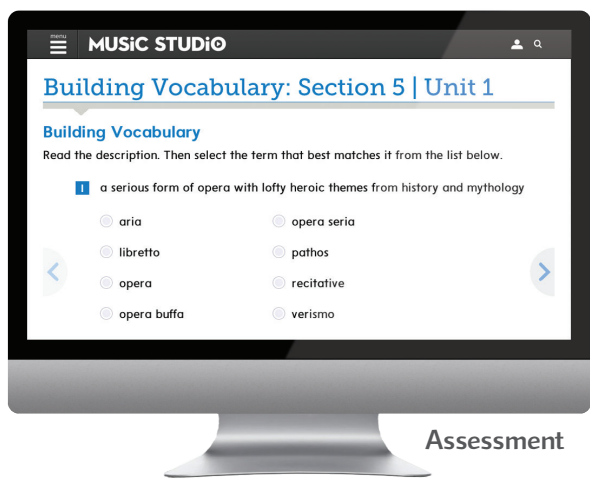 menu
MUSiC STUDiO
Building Vocabulary: Section 5 | Unit 1
Building Vocabulary
Read the description. Then select the term that best matches it from the list below.
1 a serious form of opera with lofty heroic themes from history and mythology
aria
opera seria
libretto
pathos
opera
recitative
opera buffa
verismo
Assessment